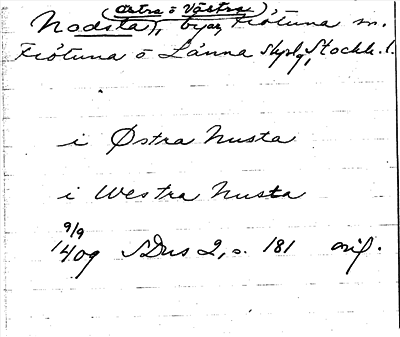 (Östra o Västra),
Nodsta, byar, Frötuna sn.
Frötuna o Länna skplg, Stockh. l.
i Østra Nusta
i Westra Nusta
9/9
1409 SDns 2, s. 181 orig.